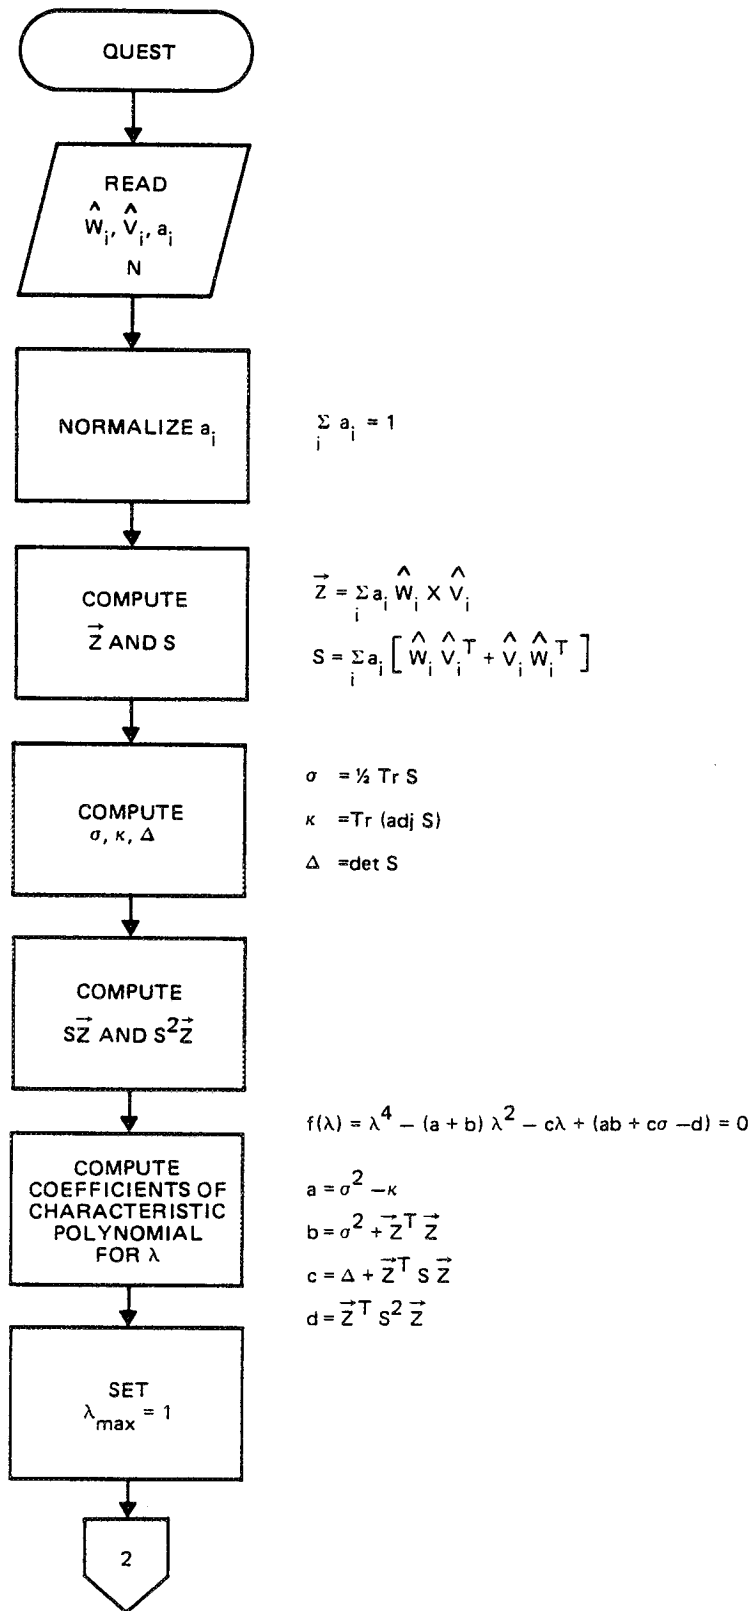 QUEST
READ
Ŵᵢ, V̂ᵢ, aᵢ
N
NORMALIZE aᵢ
Σᵢ aᵢ = 1
COMPUTE
Z⃗ AND S
Z⃗ = Σᵢ aᵢ Ŵᵢ X V̂ᵢ
S = Σᵢ aᵢ [ Ŵᵢ V̂ᵢᵀ + V̂ᵢ Ŵᵢᵀ ]
COMPUTE
σ, κ, Δ
σ = ½ Tr S
κ =Tr (adj S)
Δ =det S
COMPUTE
SZ⃗ AND S²Z⃗
f(λ) = λ⁴ – (a + b) λ² – cλ + (ab + cσ –d) = 0
COMPUTE
COEFFICIENTS OF
CHARACTERISTIC
POLYNOMIAL
FOR λ
a = σ² –κ
b = σ² + Z⃗ᵀ Z⃗
c = Δ + Z⃗ᵀ S Z⃗
d = Z⃗ᵀ S² Z⃗
SET
λmax = 1
2